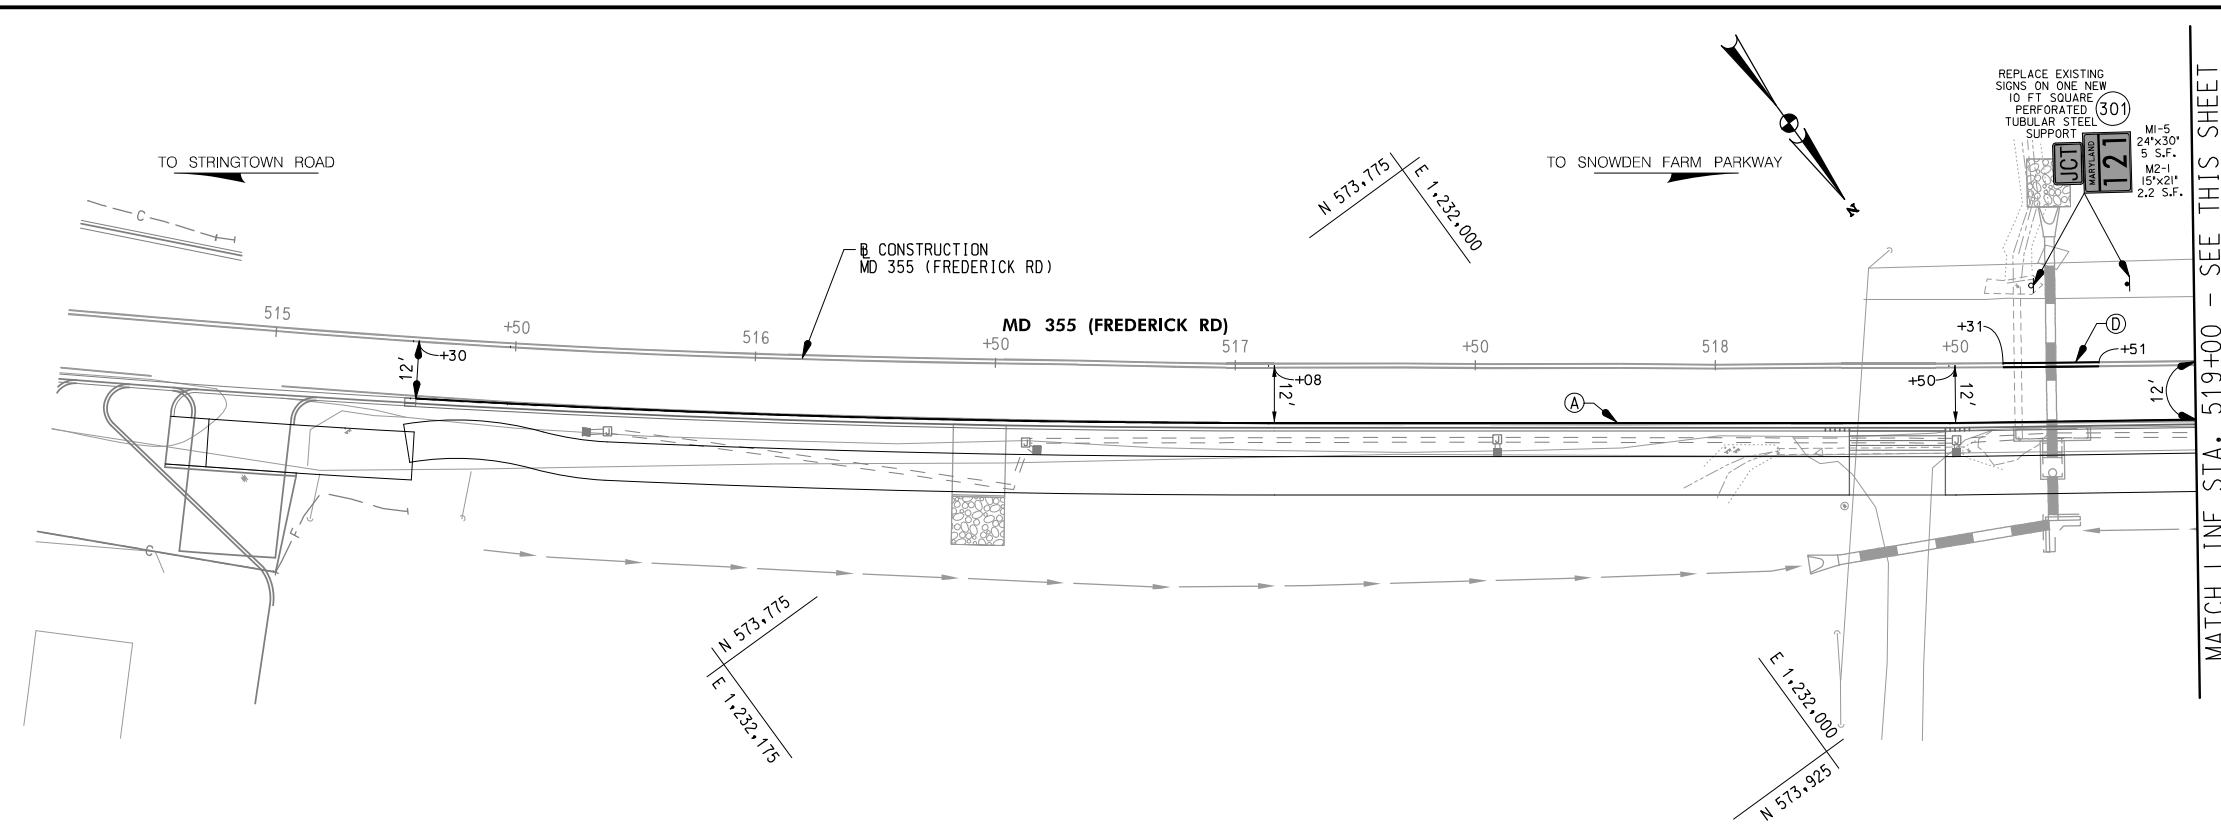 REPLACE EXISTING
SIGNS ON ONE NEW
10 FT SQUARE
PERFORATED
TUBULAR STEEL
SUPPORT
301
JCT
MARYLAND
121
M1-5
24"x30"
5 S.F.
M2-1
15"x21"
2.2 S.F.
MATCH LINE STA. 519+00 - SEE THIS SHEET
TO STRINGTOWN ROAD
TO SNOWDEN FARM PARKWAY
N 573,775
E 1,232,000
N
C
BL CONSTRUCTION
MD 355 (FREDERICK RD)
515
+50
516
+50
MD 355 (FREDERICK RD)
517
+50
518
+50
+31
D
+51
+30
12'
+08
12'
+50
12'
12'
A
F
C
N 573,775
E 1,232,175
E 1,232,000
N 573,925